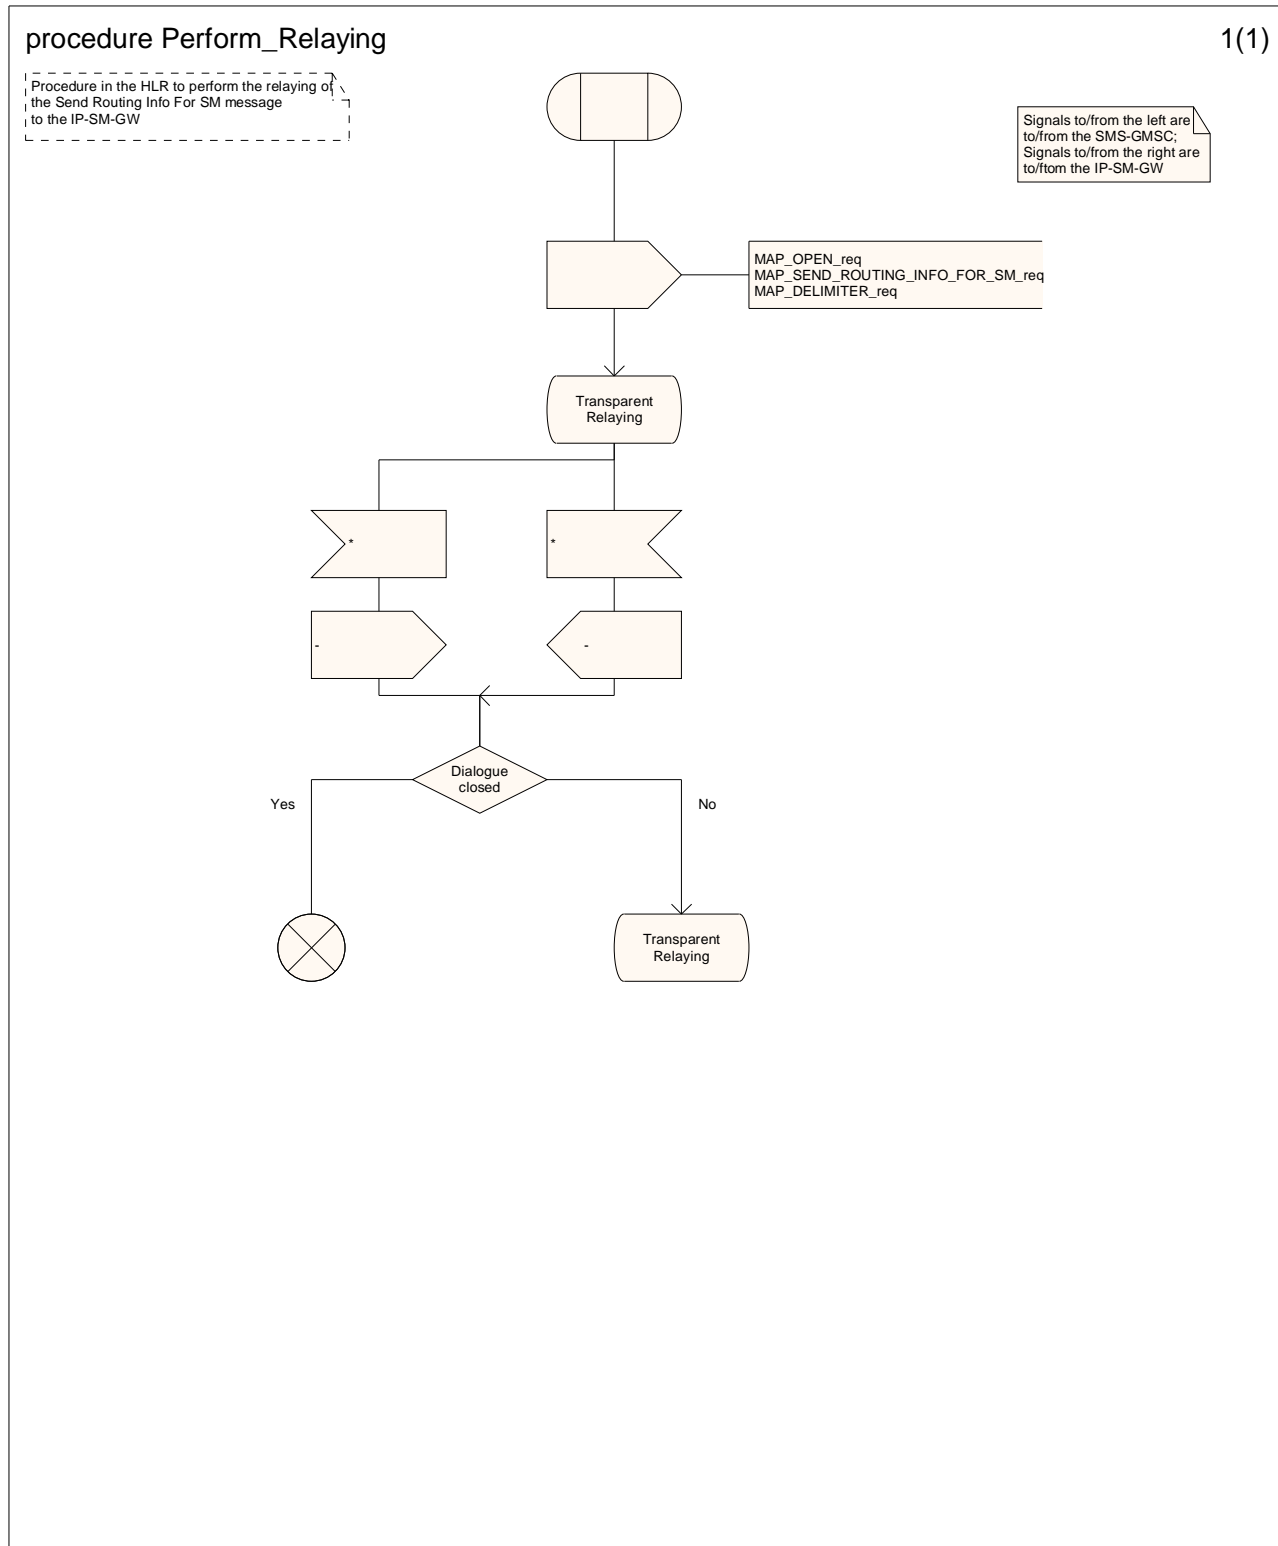 procedure Perform_Relaying
1(1)
Procedure in the HLR to perform the relaying of
the Send Routing Info For SM message
to the IP-SM-GW
Signals to/from the left are
to/from the SMS-GMSC;
Signals to/from the right are
to/ftom the IP-SM-GW
MAP_OPEN_req
MAP_SEND_ROUTING_INFO_FOR_SM_req
MAP_DELIMITER_req
Transparent
Relaying
*
*
-
-
Dialogue
closed
Yes
No
Transparent
Relaying